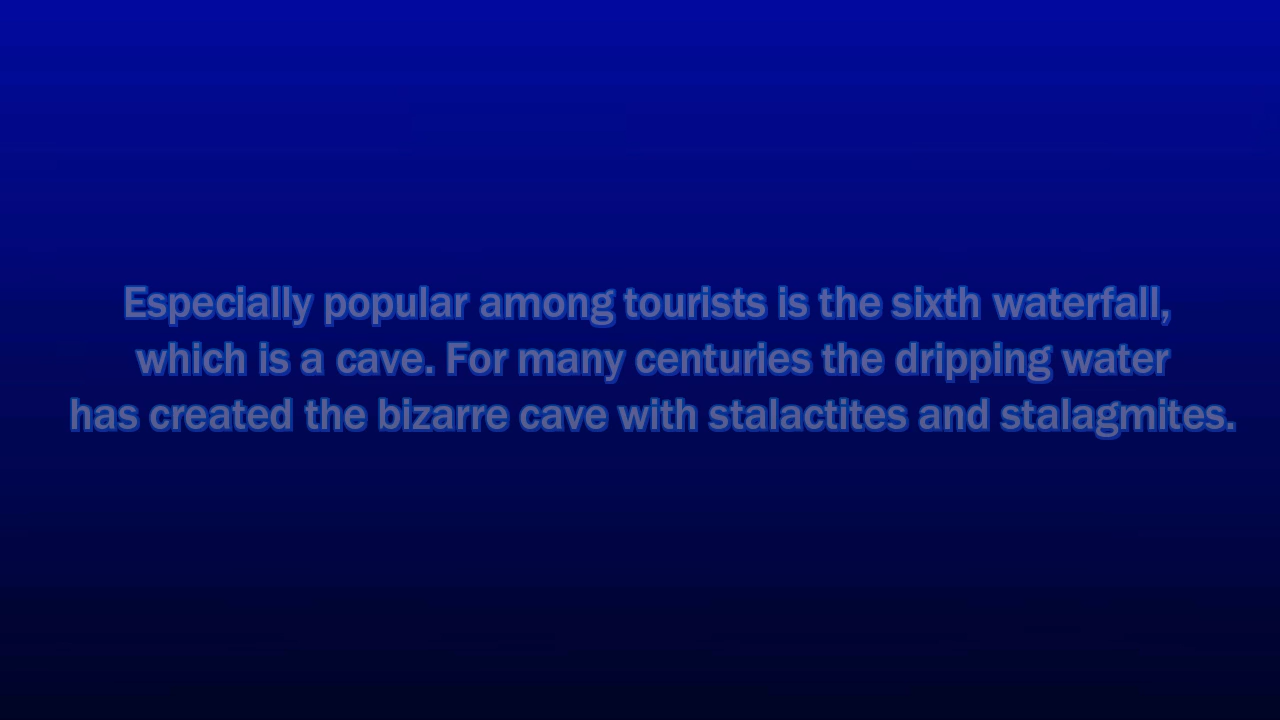 Especially popular among tourists is the sixth waterfall,
which is a cave. For many centuries the dripping water
has created the bizarre cave with stalactites and stalagmites.